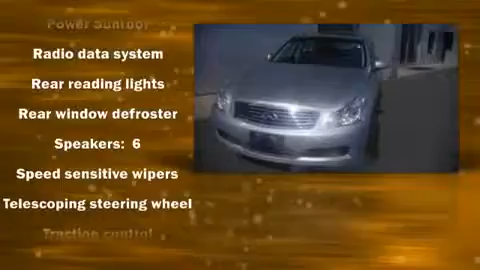 Power Sunroof
Radio data system
Rear reading lights
Rear window defroster
Speakers: 6
Speed sensitive wipers
Telescoping steering wheel
Traction control